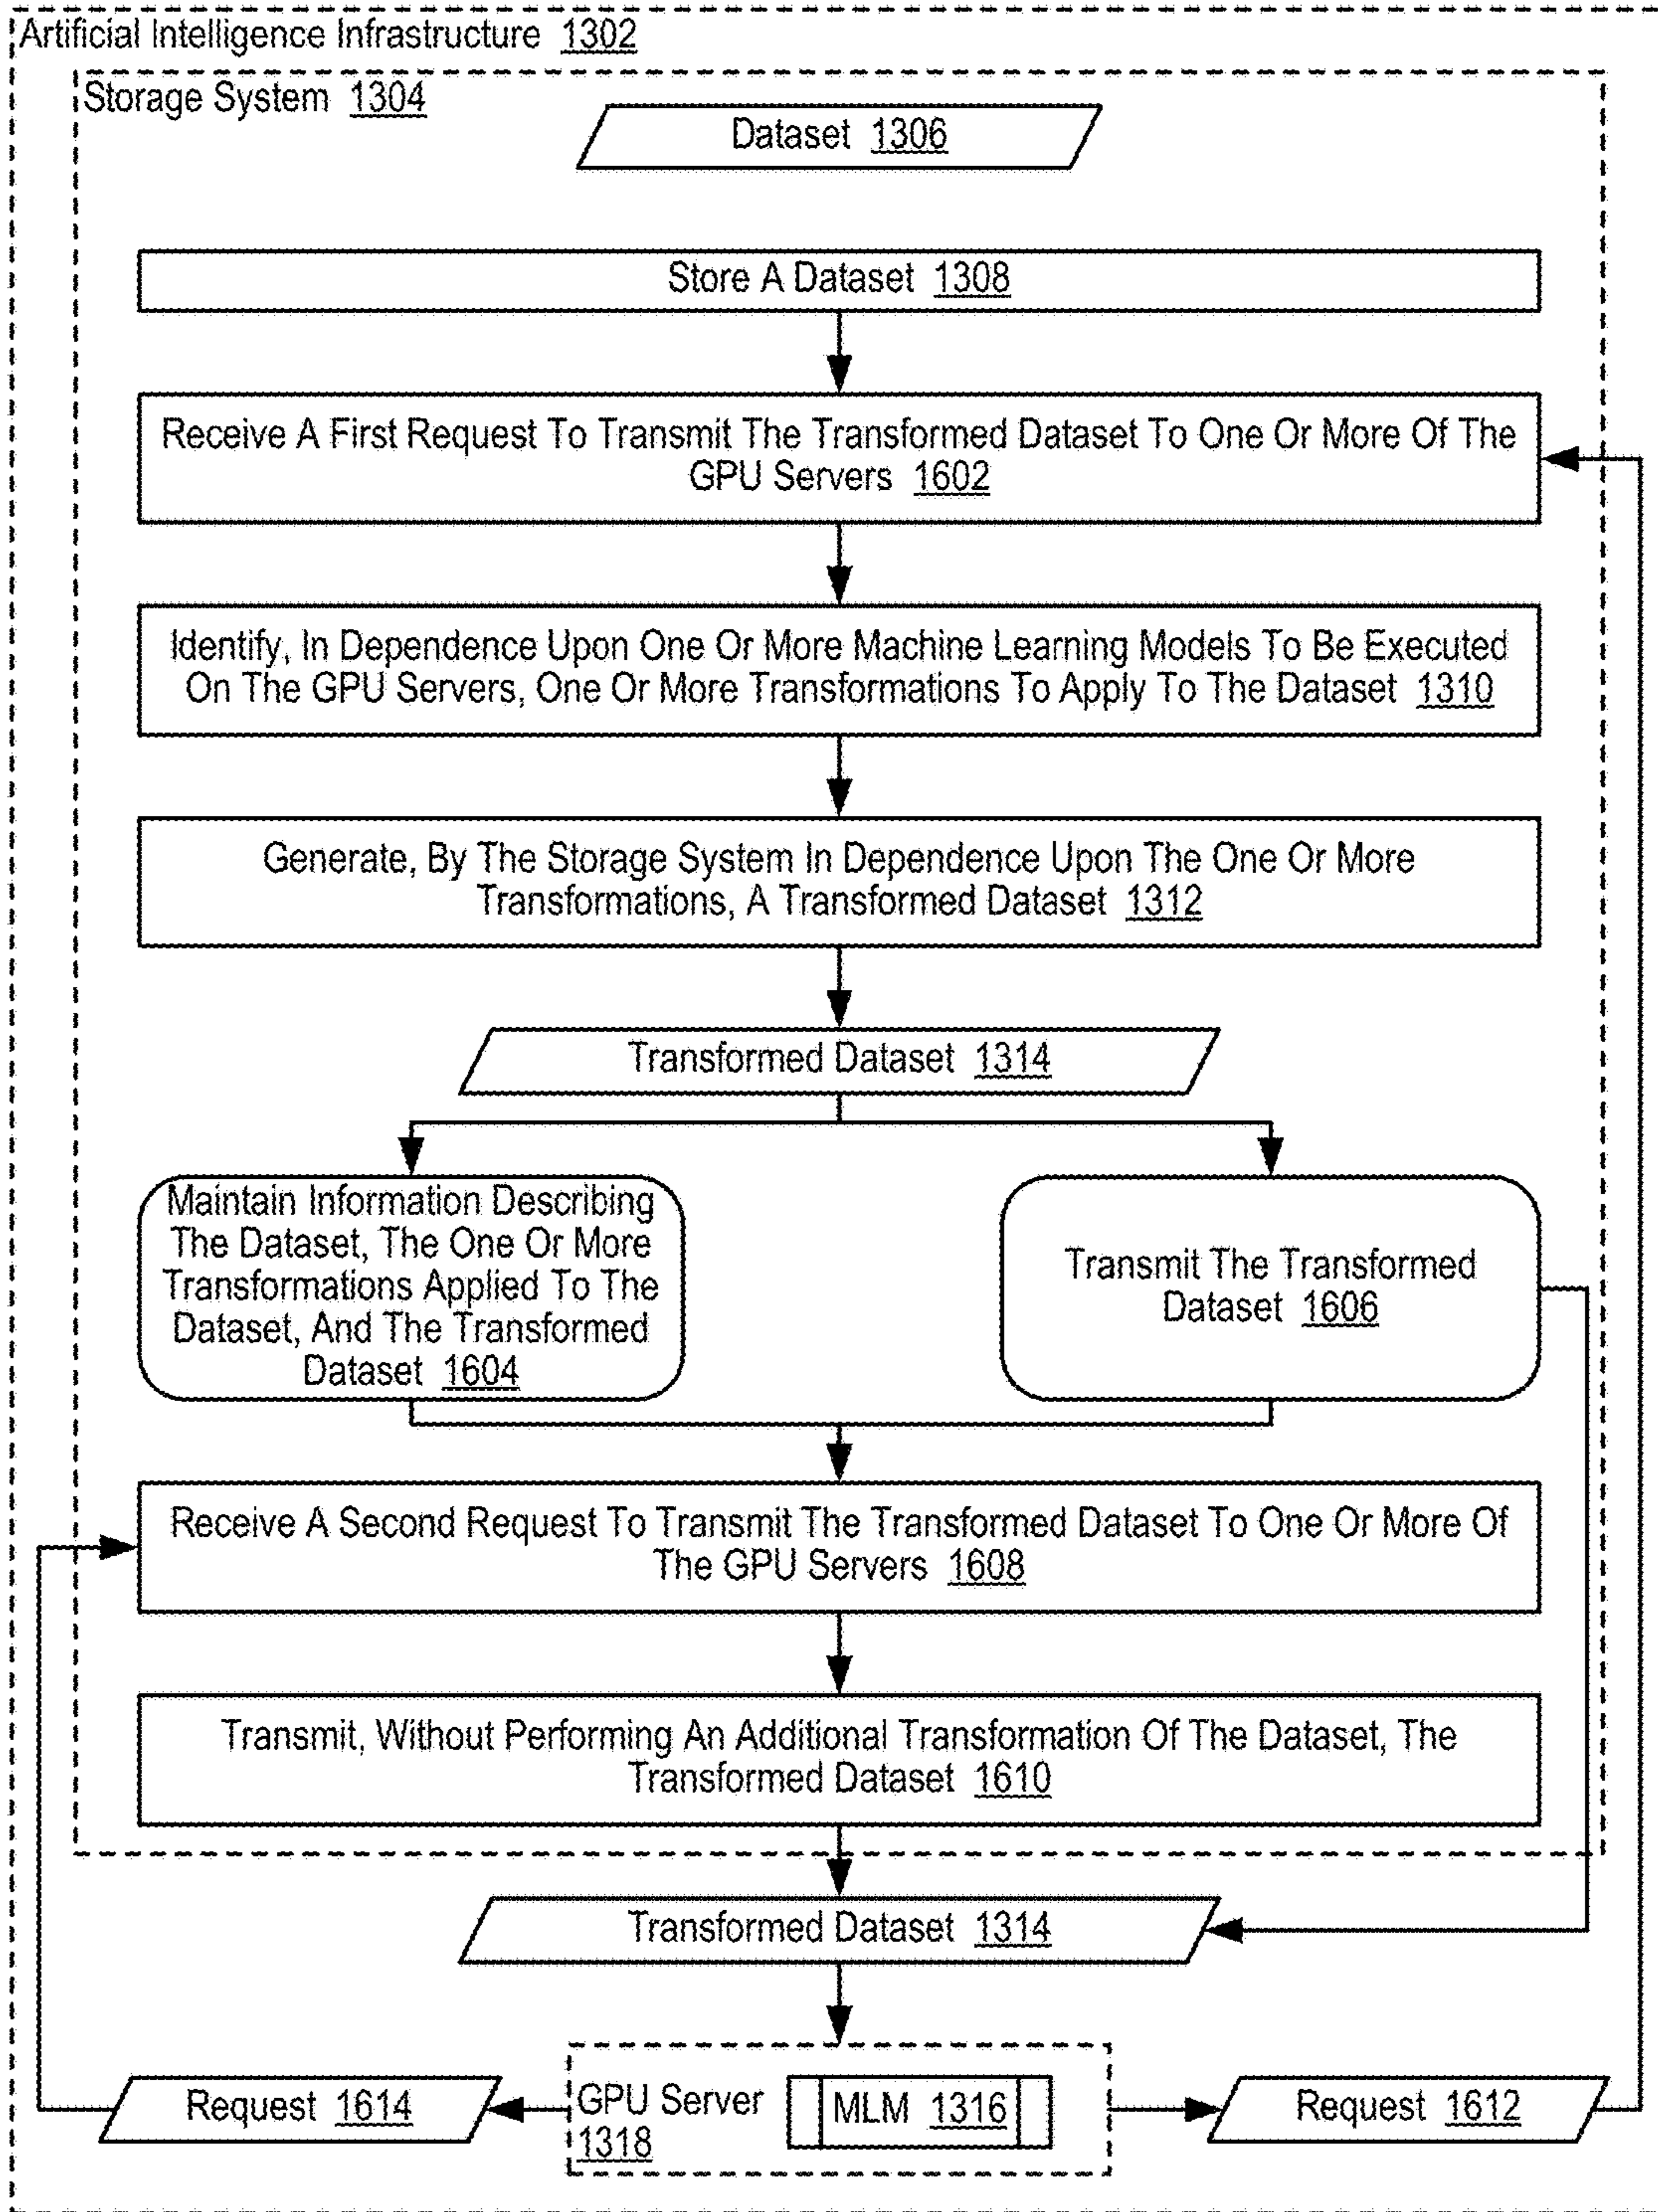 Artificial Intelligence Infrastructure 1302
Storage System 1304
Dataset 1306
Store A Dataset 1308
Receive A First Request To Transmit The Transformed Dataset To One Or More Of The
GPU Servers 1602
Identify, In Dependence Upon One Or More Machine Learning Models To Be Executed
On The GPU Servers, One Or More Transformations To Apply To The Dataset 1310
Generate, By The Storage System In Dependence Upon The One Or More
Transformations, A Transformed Dataset 1312
Transformed Dataset 1314
Maintain Information Describing
The Dataset, The One Or More
Transformations Applied To The
Dataset, And The Transformed
Dataset 1604
Transmit The Transformed
Dataset 1606
Receive A Second Request To Transmit The Transformed Dataset To One Or More Of
The GPU Servers 1608
Transmit, Without Performing An Additional Transformation Of The Dataset, The
Transformed Dataset 1610
Transformed Dataset 1314
Request 1614
GPU Server
1318
MLM 1316
Request 1612